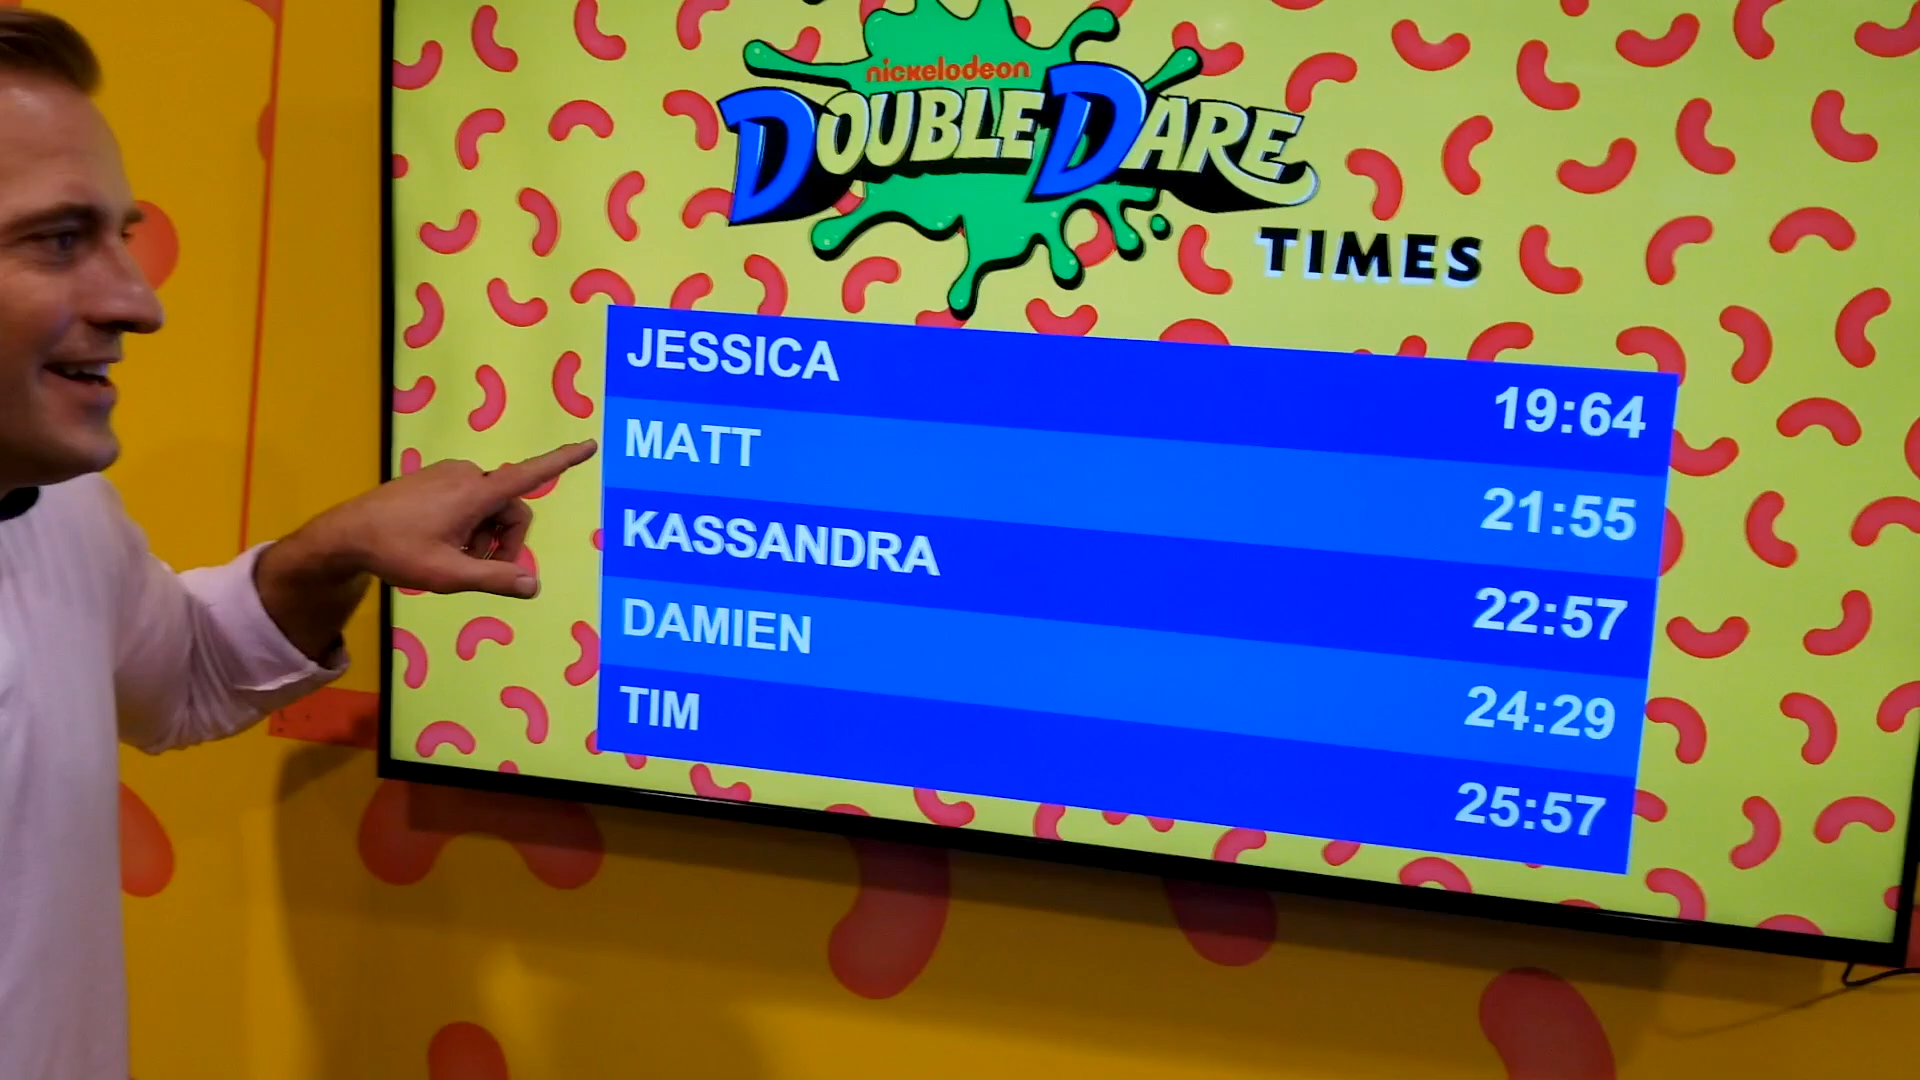 nickelodeon
DOUBLE DARE
TIMES
JESSICA 19:64
MATT 21:55
KASSANDRA 22:57
DAMIEN 24:29
TIM 25:57